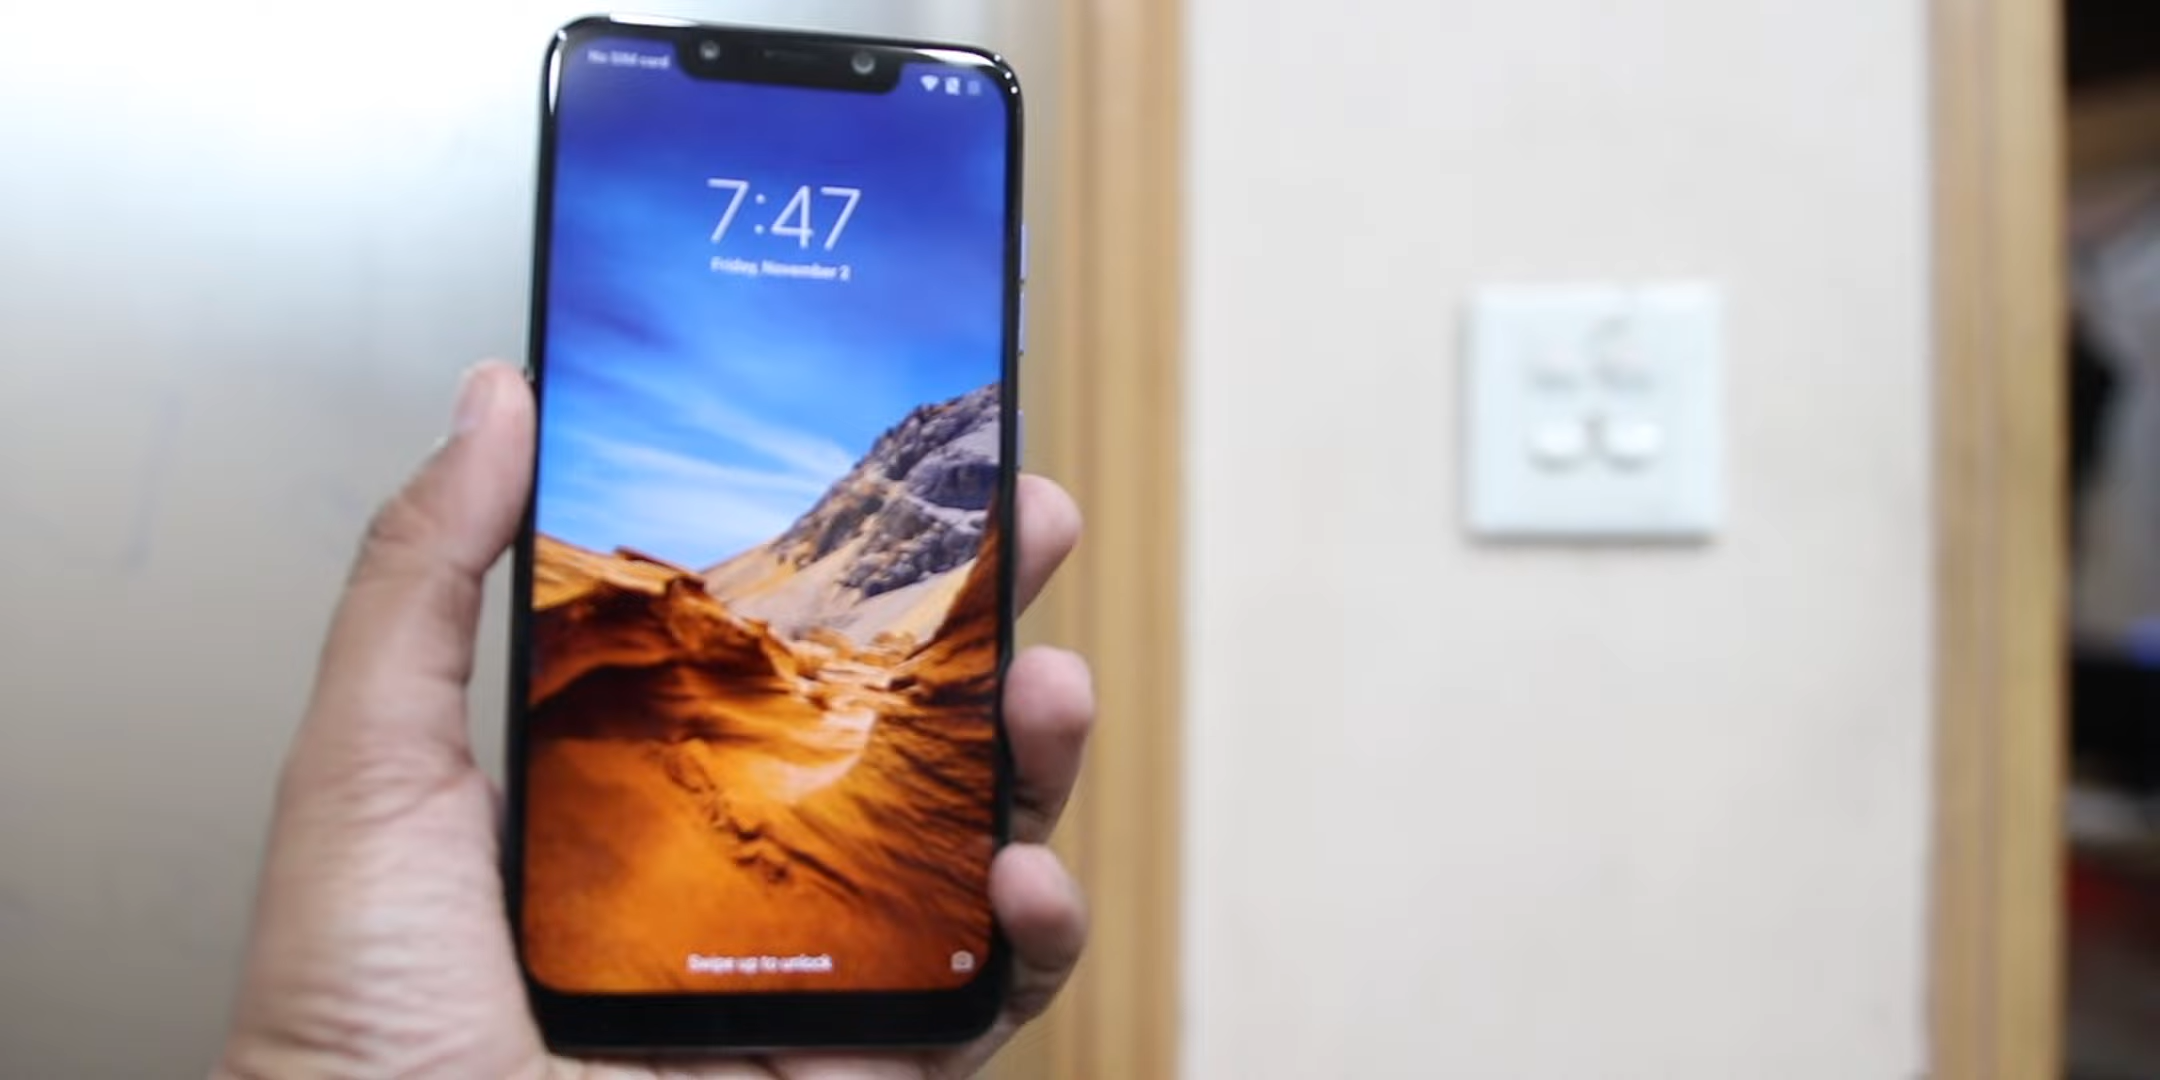 No SIM card
7:47
Friday, November 2
Swipe up to unlock